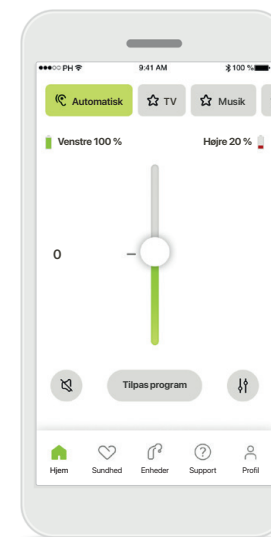 PH 9:41 AM 100 %
Automatisk TV Musik
Venstre 100 % Højre 20 %
0
Tilpas program
Hjem Sundhed Enheder Support Profil